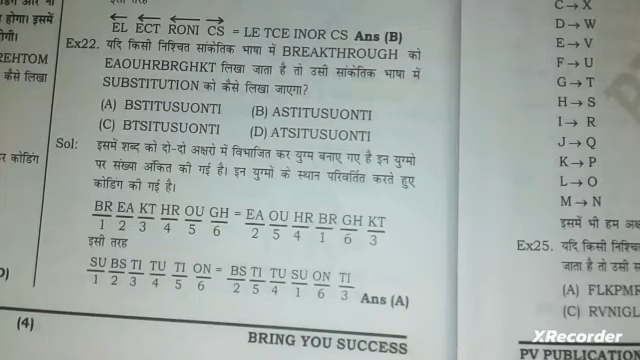 इसी तरह
EL ECT RONI CS = LE TCE INOR CS Ans (B)
Ex22. यदि किसी निश्चित सांकेतिक भाषा में BREAKTHROUGH को
EAOUHRBRGHKT लिखा जाता है तो उसी सांकेतिक भाषा में
SUBSTITUTION को कैसे लिखा जाएगा?
(A) BSTITUSUONTI (B) ASTITUSUONTI
(C) BTSITUSUONTI (D) ATSITUSUONTI
Sol: इसमें शब्द को दो-दो अक्षरो में विभाजित कर युग्म बनाए गए है इन युग्मो
पर संख्या अंकित की गई है। इन युग्मों के स्थान परिवर्तित करते हुए
कोडिंग की गई है।
BR EA KT HR OU GH = EA OU HR BR GH KT
1 2 3 4 5 6 2 5 4 1 6 3
इसी तरह
SU BS TI TU TI ON = BS TI TU SU ON TI
1 2 3 4 5 6 2 5 4 1 6 3 Ans (A)
(4) BRING YOU SUCCESS
होगा। इसमें
होगी।
REHTOM
कैसे लिखा
र कोडिंग
C → X
D → W
E → V
F → U
G → T
H → S
I → R
J → Q
K → P
L → O
M → N
इसमें भी हम
Ex25. यदि किसी
जाता है तो उसी
(A) FLKPMR
(C) RVNIGL
PV PUBLICATION
XRecorder